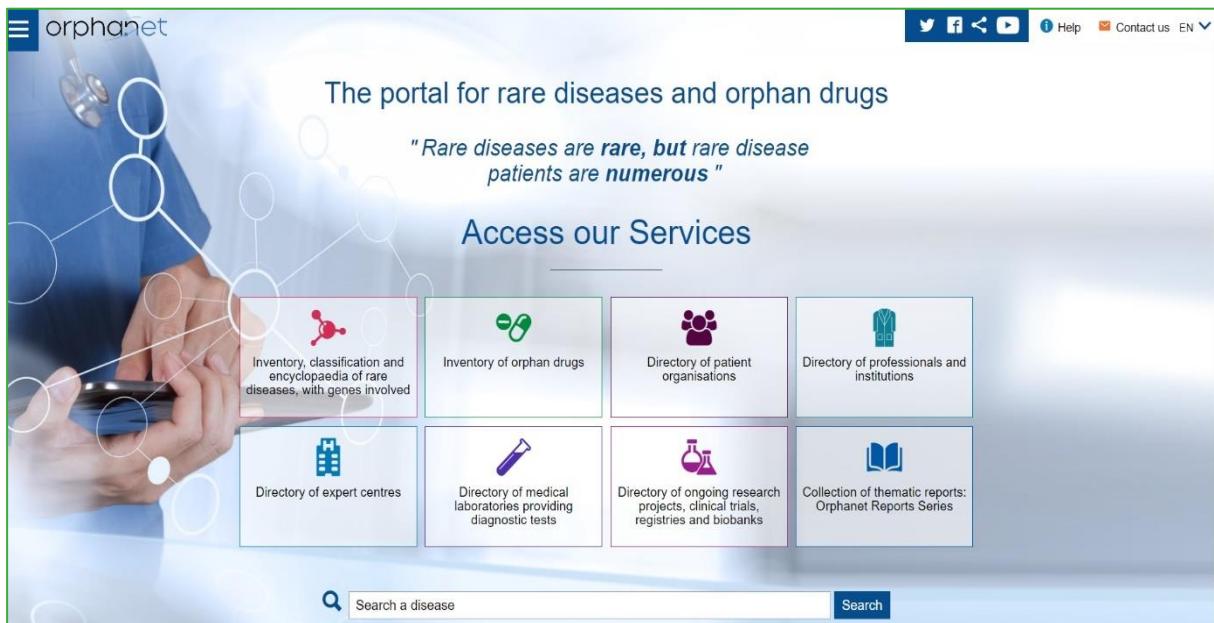 orphanet
Help
Contact us
EN
The portal for rare diseases and orphan drugs
"Rare diseases are rare, but rare disease
patients are numerous "
Access our Services
Inventory, classification and
encyclopaedia of rare
diseases, with genes involved
Inventory of orphan drugs
Directory of patient
organisations
Directory of professionals and
institutions
Directory of expert centres
Directory of medical
laboratories providing
diagnostic tests
Directory of ongoing research
projects, clinical trials,
registries and biobanks
Collection of thematic reports:
Orphanet Reports Series
Search a disease
Search